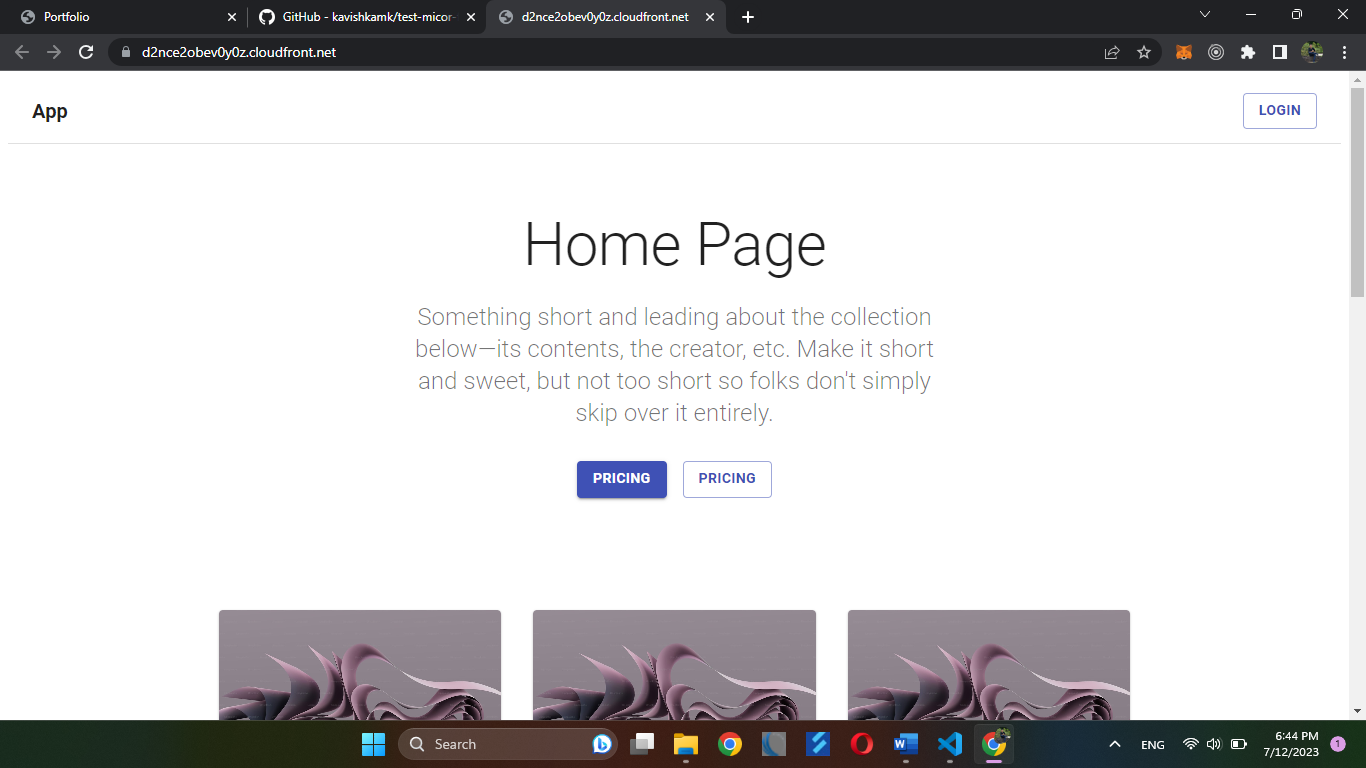 Portfolio
GitHub - kavishkamk/test-micor-
d2nce2obev0y0z.cloudfront.net
d2nce2obev0y0z.cloudfront.net
App
LOGIN
Home Page
Something short and leading about the collection
below—its contents, the creator, etc. Make it short
and sweet, but not too short so folks don't simply
skip over it entirely.
PRICING
PRICING
Search
ENG
6:44 PM
7/12/2023
1